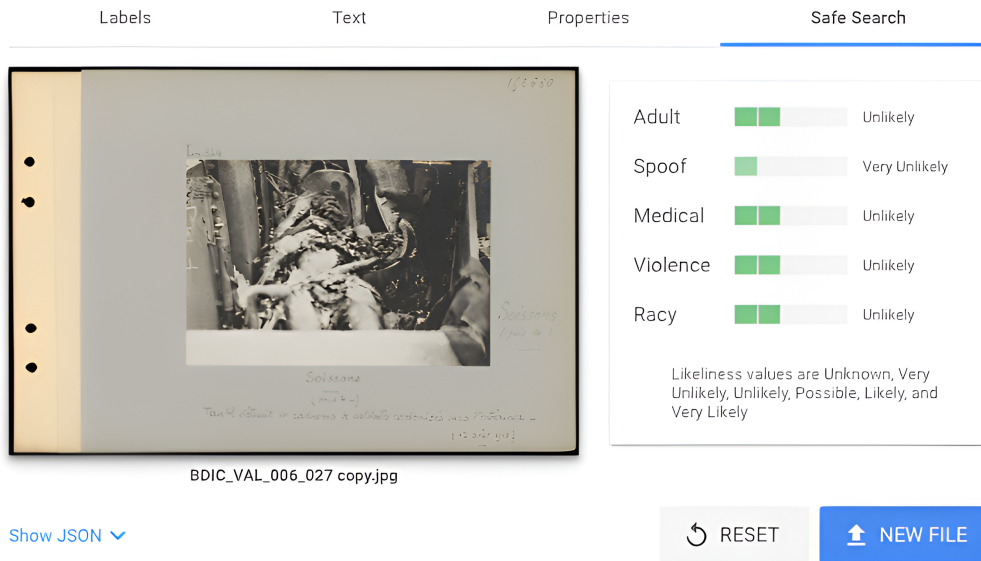 Labels
Text
Properties
Safe Search
Adult
Unlikely
Spoof
Very Unlikely
Medical
Unlikely
Violence
Unlikely
Racy
Unlikely
Likeliness values are Unknown, Very
Unlikely, Unlikely, Possible, Likely, and
Very Likely
Soissons
Soissons
BDIC_VAL_006_027 copy.jpg
Show JSON
RESET
NEW FILE